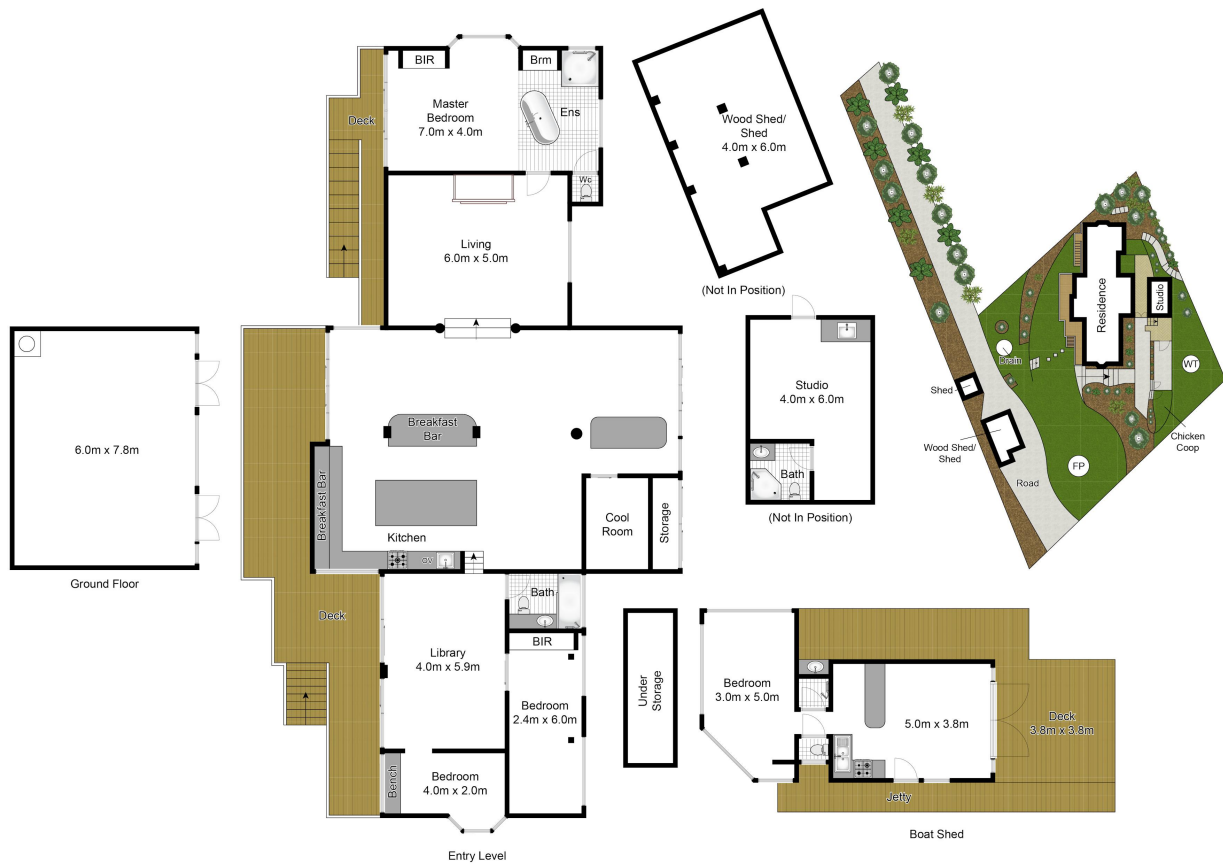 6.0m x 7.8m
Ground Floor
BIR
Brm
Master
Bedroom
7.0m x 4.0m
Ens
Deck
Wc
Living
6.0m x 5.0m
Breakfast
Bar
Breakfast Bar
Kitchen
OV
Cool
Room
Storage
Deck
Bath
Library
4.0m x 5.9m
BIR
Bedroom
2.4m x 6.0m
Bench
Bedroom
4.0m x 2.0m
Entry Level
Under
Storage
Wood Shed/
Shed
4.0m x 6.0m
(Not In Position)
Studio
4.0m x 6.0m
Bath
(Not In Position)
Residence
Studio
Drain
WT
Shed
Wood Shed/
Shed
Chicken
Coop
FP
Road
Bedroom
3.0m x 5.0m
5.0m x 3.8m
Deck
3.8m x 3.8m
Jetty
Boat Shed